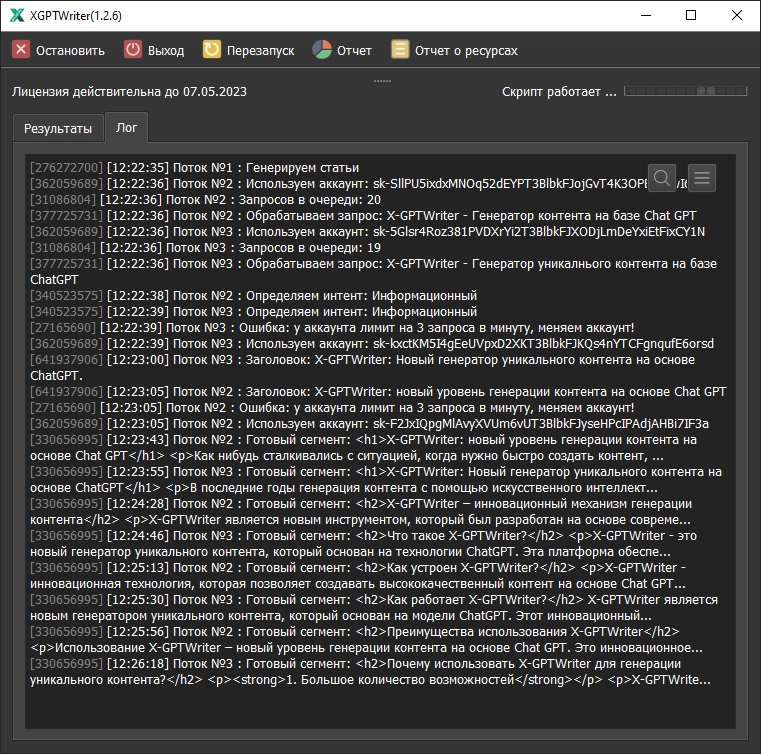 XGPTWriter(1.2.6)
Остановить Выход Перезапуск Отчет Отчет о ресурсах
Лицензия действительна до 07.05.2023 Скрипт работает ...
Результаты Лог
[276272700] [12:22:35] Поток №1 : Генерируем статьи
[362059689] [12:22:36] Поток №2 : Используем аккаунт:
[31086804] [12:22:36] Поток №2 : Запросов в очереди: 20
[377725731] [12:22:36] Поток №2 : Обрабатываем запрос: X-GPTWriter - Генератор контента на базе Chat GPT
[362059689] [12:22:36] Поток №3 : Используем аккаунт: 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
[31086804] [12:22:36] Поток №3 : Запросов в очереди: 19
[377725731] [12:22:36] Поток №3 : Обрабатываем запрос: X-GPTWriter - Генератор уникалнього контента на базе
ChatGPT
[340523575] [12:22:38] Поток №2 : Определяем интент: Информационный
[340523575] [12:22:39] Поток №3 : Определяем интент: Информационный
[27165690] [12:22:39] Поток №3 : Ошибка: у аккаунта лимит на 3 запроса в минуту, меняем аккаунт!
[362059689] [12:22:39] Поток №3 : Используем аккаунт: 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
[641937906] [12:23:00] Поток №3 : Заголовок: X-GPTWriter: Новый генератор уникального контента на основе
ChatGPT.
[641937906] [12:23:05] Поток №2 : Заголовок: X-GPTWriter: новый уровень генерации контента на основе Chat GPT
[27165690] [12:23:05] Поток №2 : Ошибка: у аккаунта лимит на 3 запроса в минуту, меняем аккаунт!
[362059689] [12:23:05] Поток №2 : Используем аккаунт: 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
[330656995] [12:23:43] Поток №2 : Готовый сегмент: <h1>X-GPTWriter: новый уровень генерации контента на
основе Chat GPT</h1> <p>Как нибудь сталкивались с ситуацией, когда нужно быстро создать контент, ...
[330656995] [12:23:55] Поток №3 : Готовый сегмент: <h1>X-GPTWriter: Новый генератор уникального контента на
основе ChatGPT</h1> <p>В последние годы генерация контента с помощью искусственного интеллект...
[330656995] [12:24:28] Поток №2 : Готовый сегмент: <h2>X-GPTWriter – инновационный механизм генерации
контента</h2> <p>X-GPTWriter является новым инструментом, который был разработан на основе совреме...
[330656995] [12:24:46] Поток №3 : Готовый сегмент: <h2>Что такое X-GPTWriter?</h2> <p>X-GPTWriter - это
новый генератор уникального контента, который основан на технологии ChatGPT. Эта платформа обеспе...
[330656995] [12:25:13] Поток №2 : Готовый сегмент: <h2>Как устроен X-GPTWriter?</h2> <p>X-GPTWriter -
инновационная технология, которая позволяет создавать высококачественный контент на основе Chat GPT...
[330656995] [12:25:30] Поток №3 : Готовый сегмент: <h2>Как работает X-GPTWriter?</h2> X-GPTWriter является
новым генератором уникального контента, который основан на модели ChatGPT. Этот инновационный...
[330656995] [12:25:56] Поток №2 : Готовый сегмент: <h2>Преимущества использования X-GPTWriter</h2>
<p>Использование X-GPTWriter – новый уровень генерации контента на основе Chat GPT. Это инновационное...
[330656995] [12:26:18] Поток №3 : Готовый сегмент: <h2>Почему использовать X-GPTWriter для генерации
уникального контента?</h2> <p><strong>1. Большое количество возможностей</strong></p> <p>X-GPTWrite...